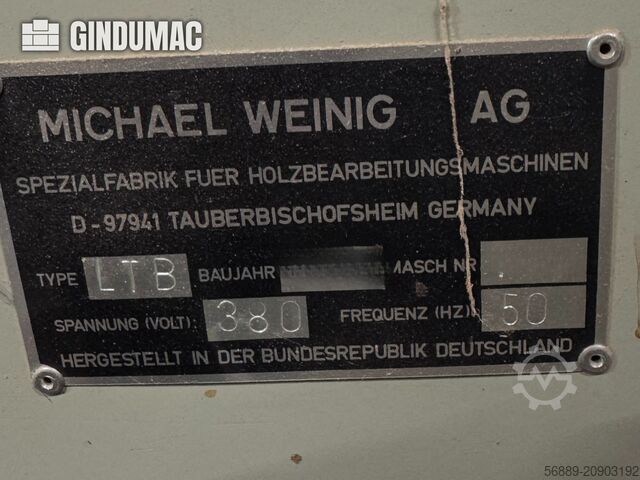 GINDUMAC
MICHAEL WEINIG AG
SPEZIALFABRIK FUER HOLZBEARBEITUNGSMASCHINEN
D-97941 TAUBERBISCHOFSHEIM GERMANY
TYPE LTB BAUJAHR MASCH NR
SPANNUNG (VOLT): 380 FREQUENZ (HZ): 50
HERGESTELLT IN DER BUNDESREPUBLIK DEUTSCHLAND
56889-20903192